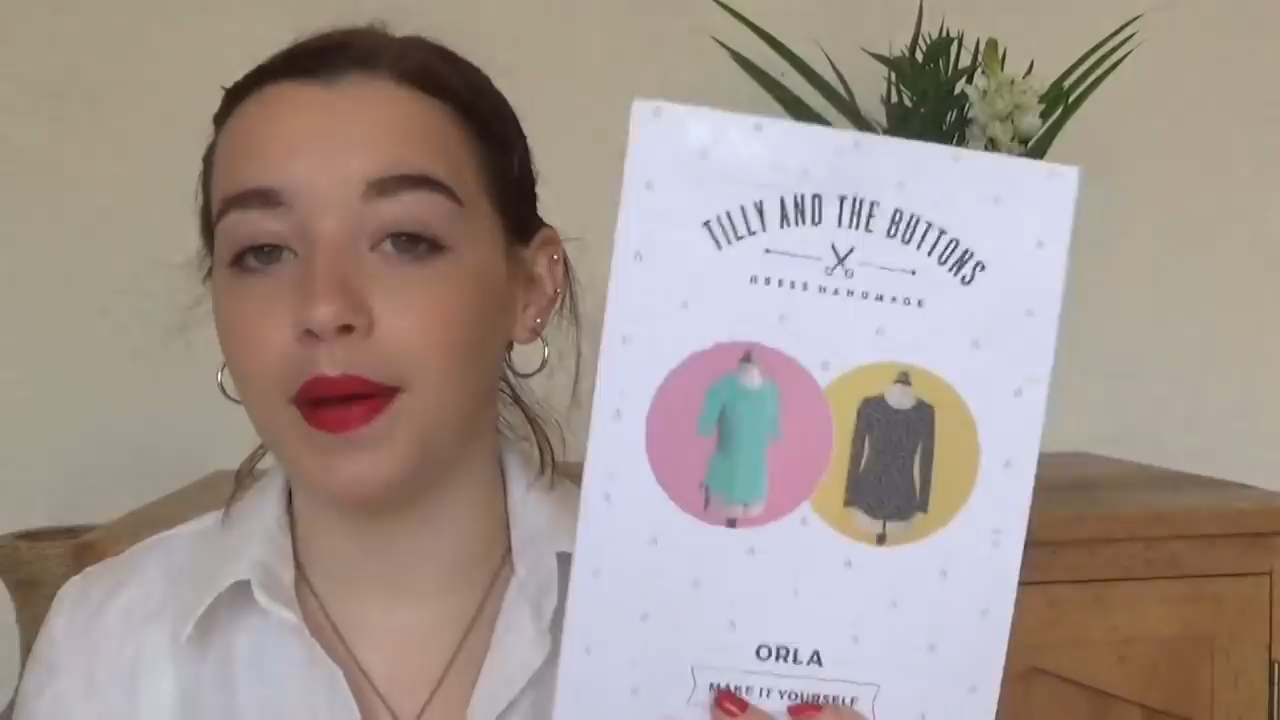 TILLY AND THE BUTTONS
DRESS HANDMADE
ORLA
MAKE IT YOURSELF